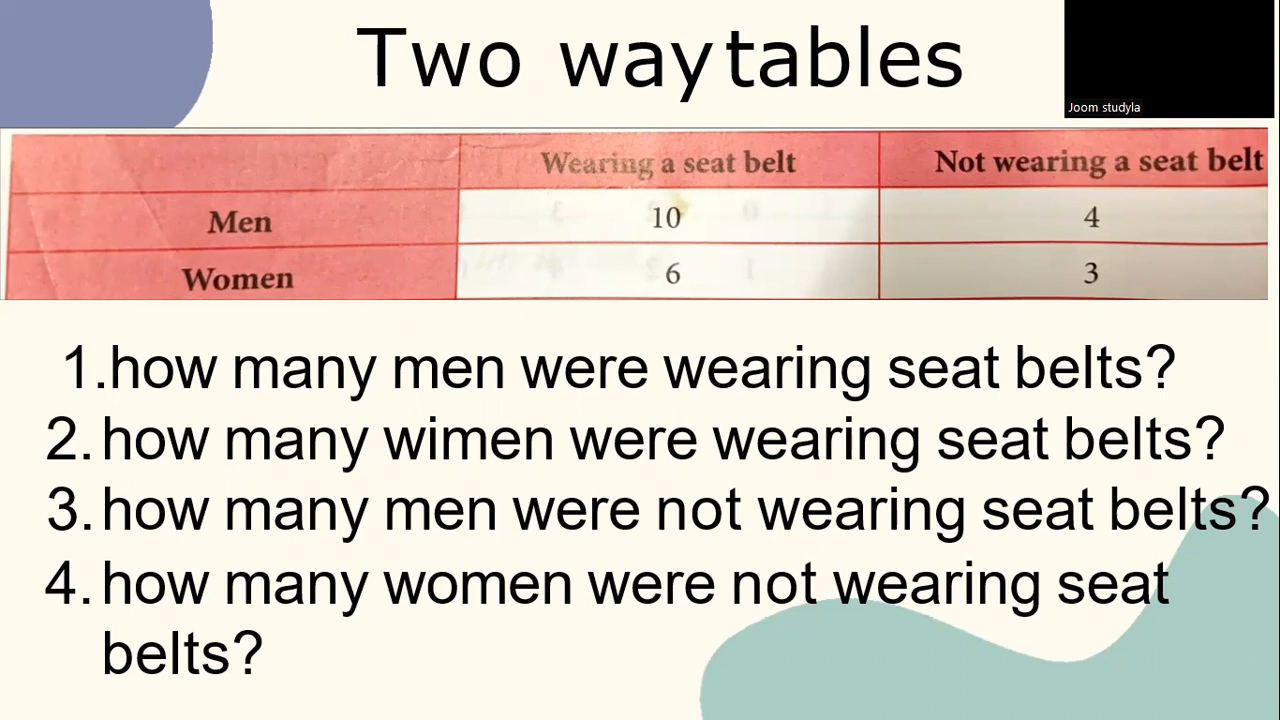 Two way tables
Joom studyla
Wearing a seat belt Not wearing a seat belt
Men 10 4
Women 6 3
1.how many men were wearing seat belts?
2. how many wimen were wearing seat belts?
3. how many men were not wearing seat belts?
4. how many women were not wearing seat
belts?